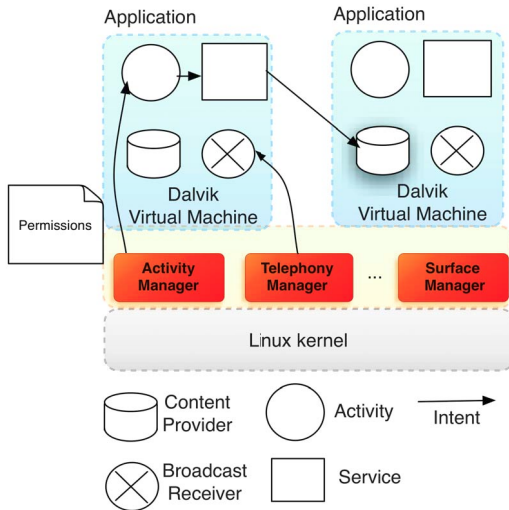 Application
Application
Dalvik
Virtual Machine
Dalvik
Virtual Machine
Permissions
Activity
Manager
Telephony
Manager
...
Surface
Manager
Linux kernel
Content
Provider
Activity
Intent
Broadcast
Receiver
Service